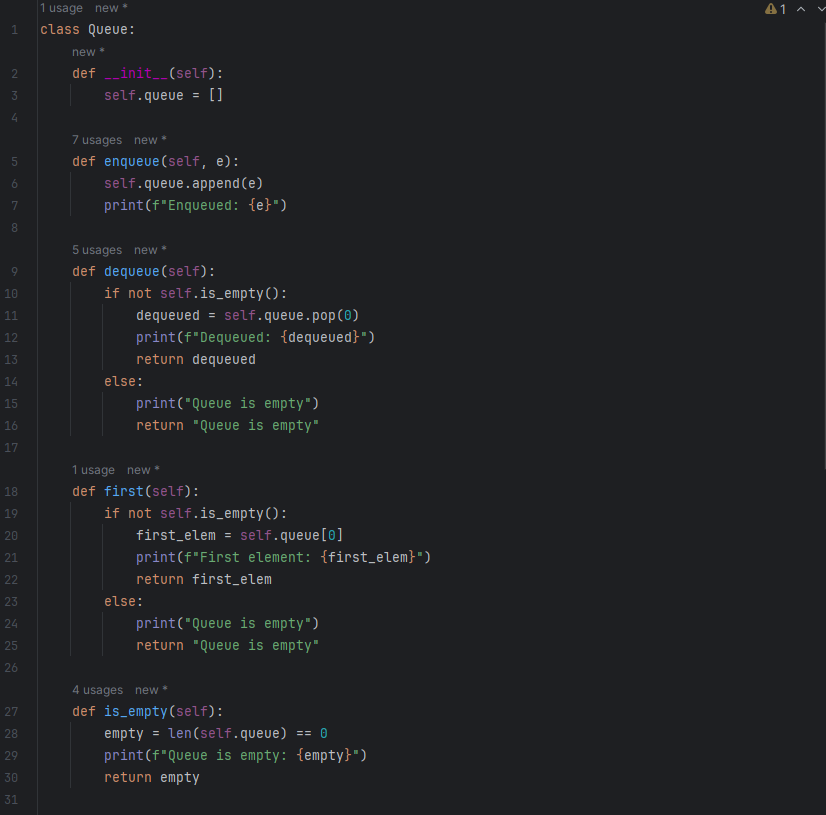 1 usage new *
1 class Queue:
new *
2 def __init__(self):
3 self.queue = []
4
7 usages new *
5 def enqueue(self, e):
6 self.queue.append(e)
7 print(f"Enqueued: {e}")
8
5 usages new *
9 def dequeue(self):
10 if not self.is_empty():
11 dequeued = self.queue.pop(0)
12 print(f"Dequeued: {dequeued}")
13 return dequeued
14 else:
15 print("Queue is empty")
16 return "Queue is empty"
17
1 usage new *
18 def first(self):
19 if not self.is_empty():
20 first_elem = self.queue[0]
21 print(f"First element: {first_elem}")
22 return first_elem
23 else:
24 print("Queue is empty")
25 return "Queue is empty"
26
4 usages new *
27 def is_empty(self):
28 empty = len(self.queue) == 0
29 print(f"Queue is empty: {empty}")
30 return empty
31
1